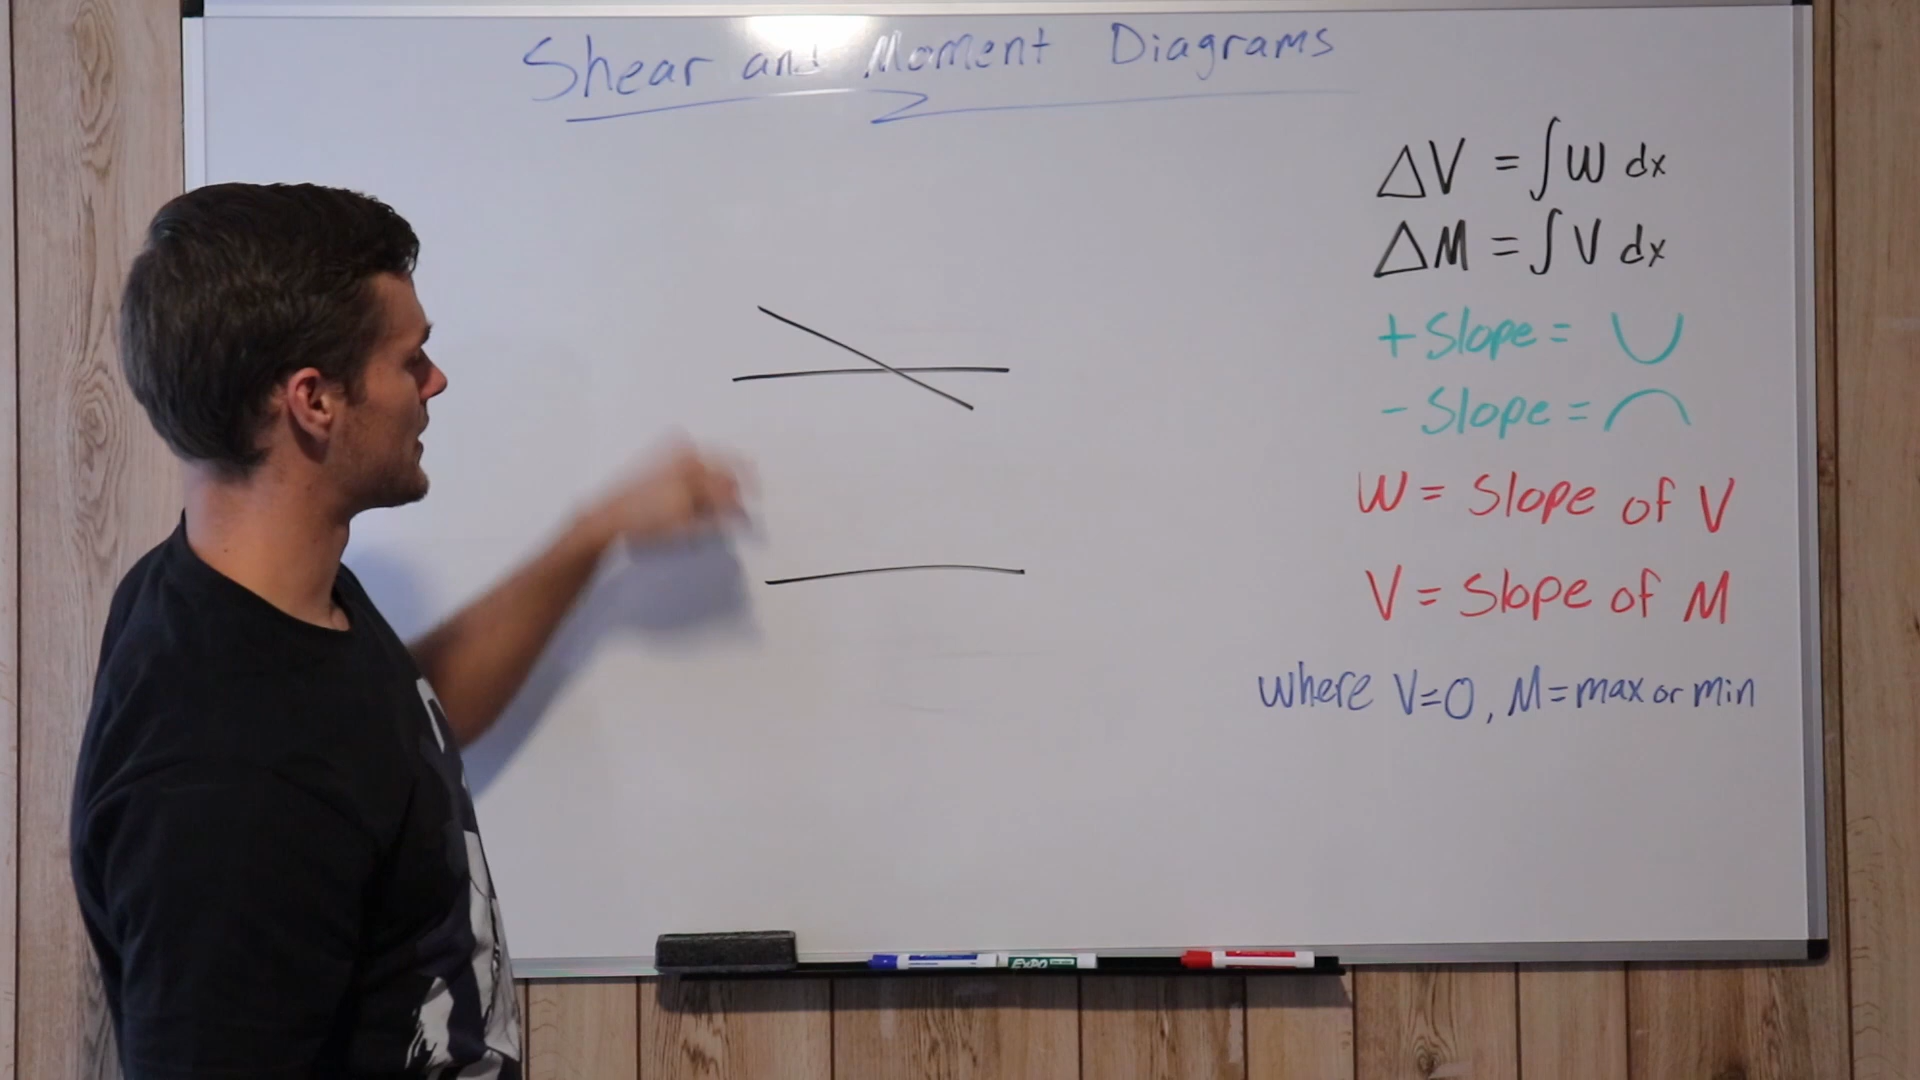 Shear and Moment Diagrams
ΔV = ∫W dx
ΔM = ∫V dx
+ Slope = ∪
- Slope = ∩
W = Slope of V
V = Slope of M
where V=0, M=max or min
EXPO